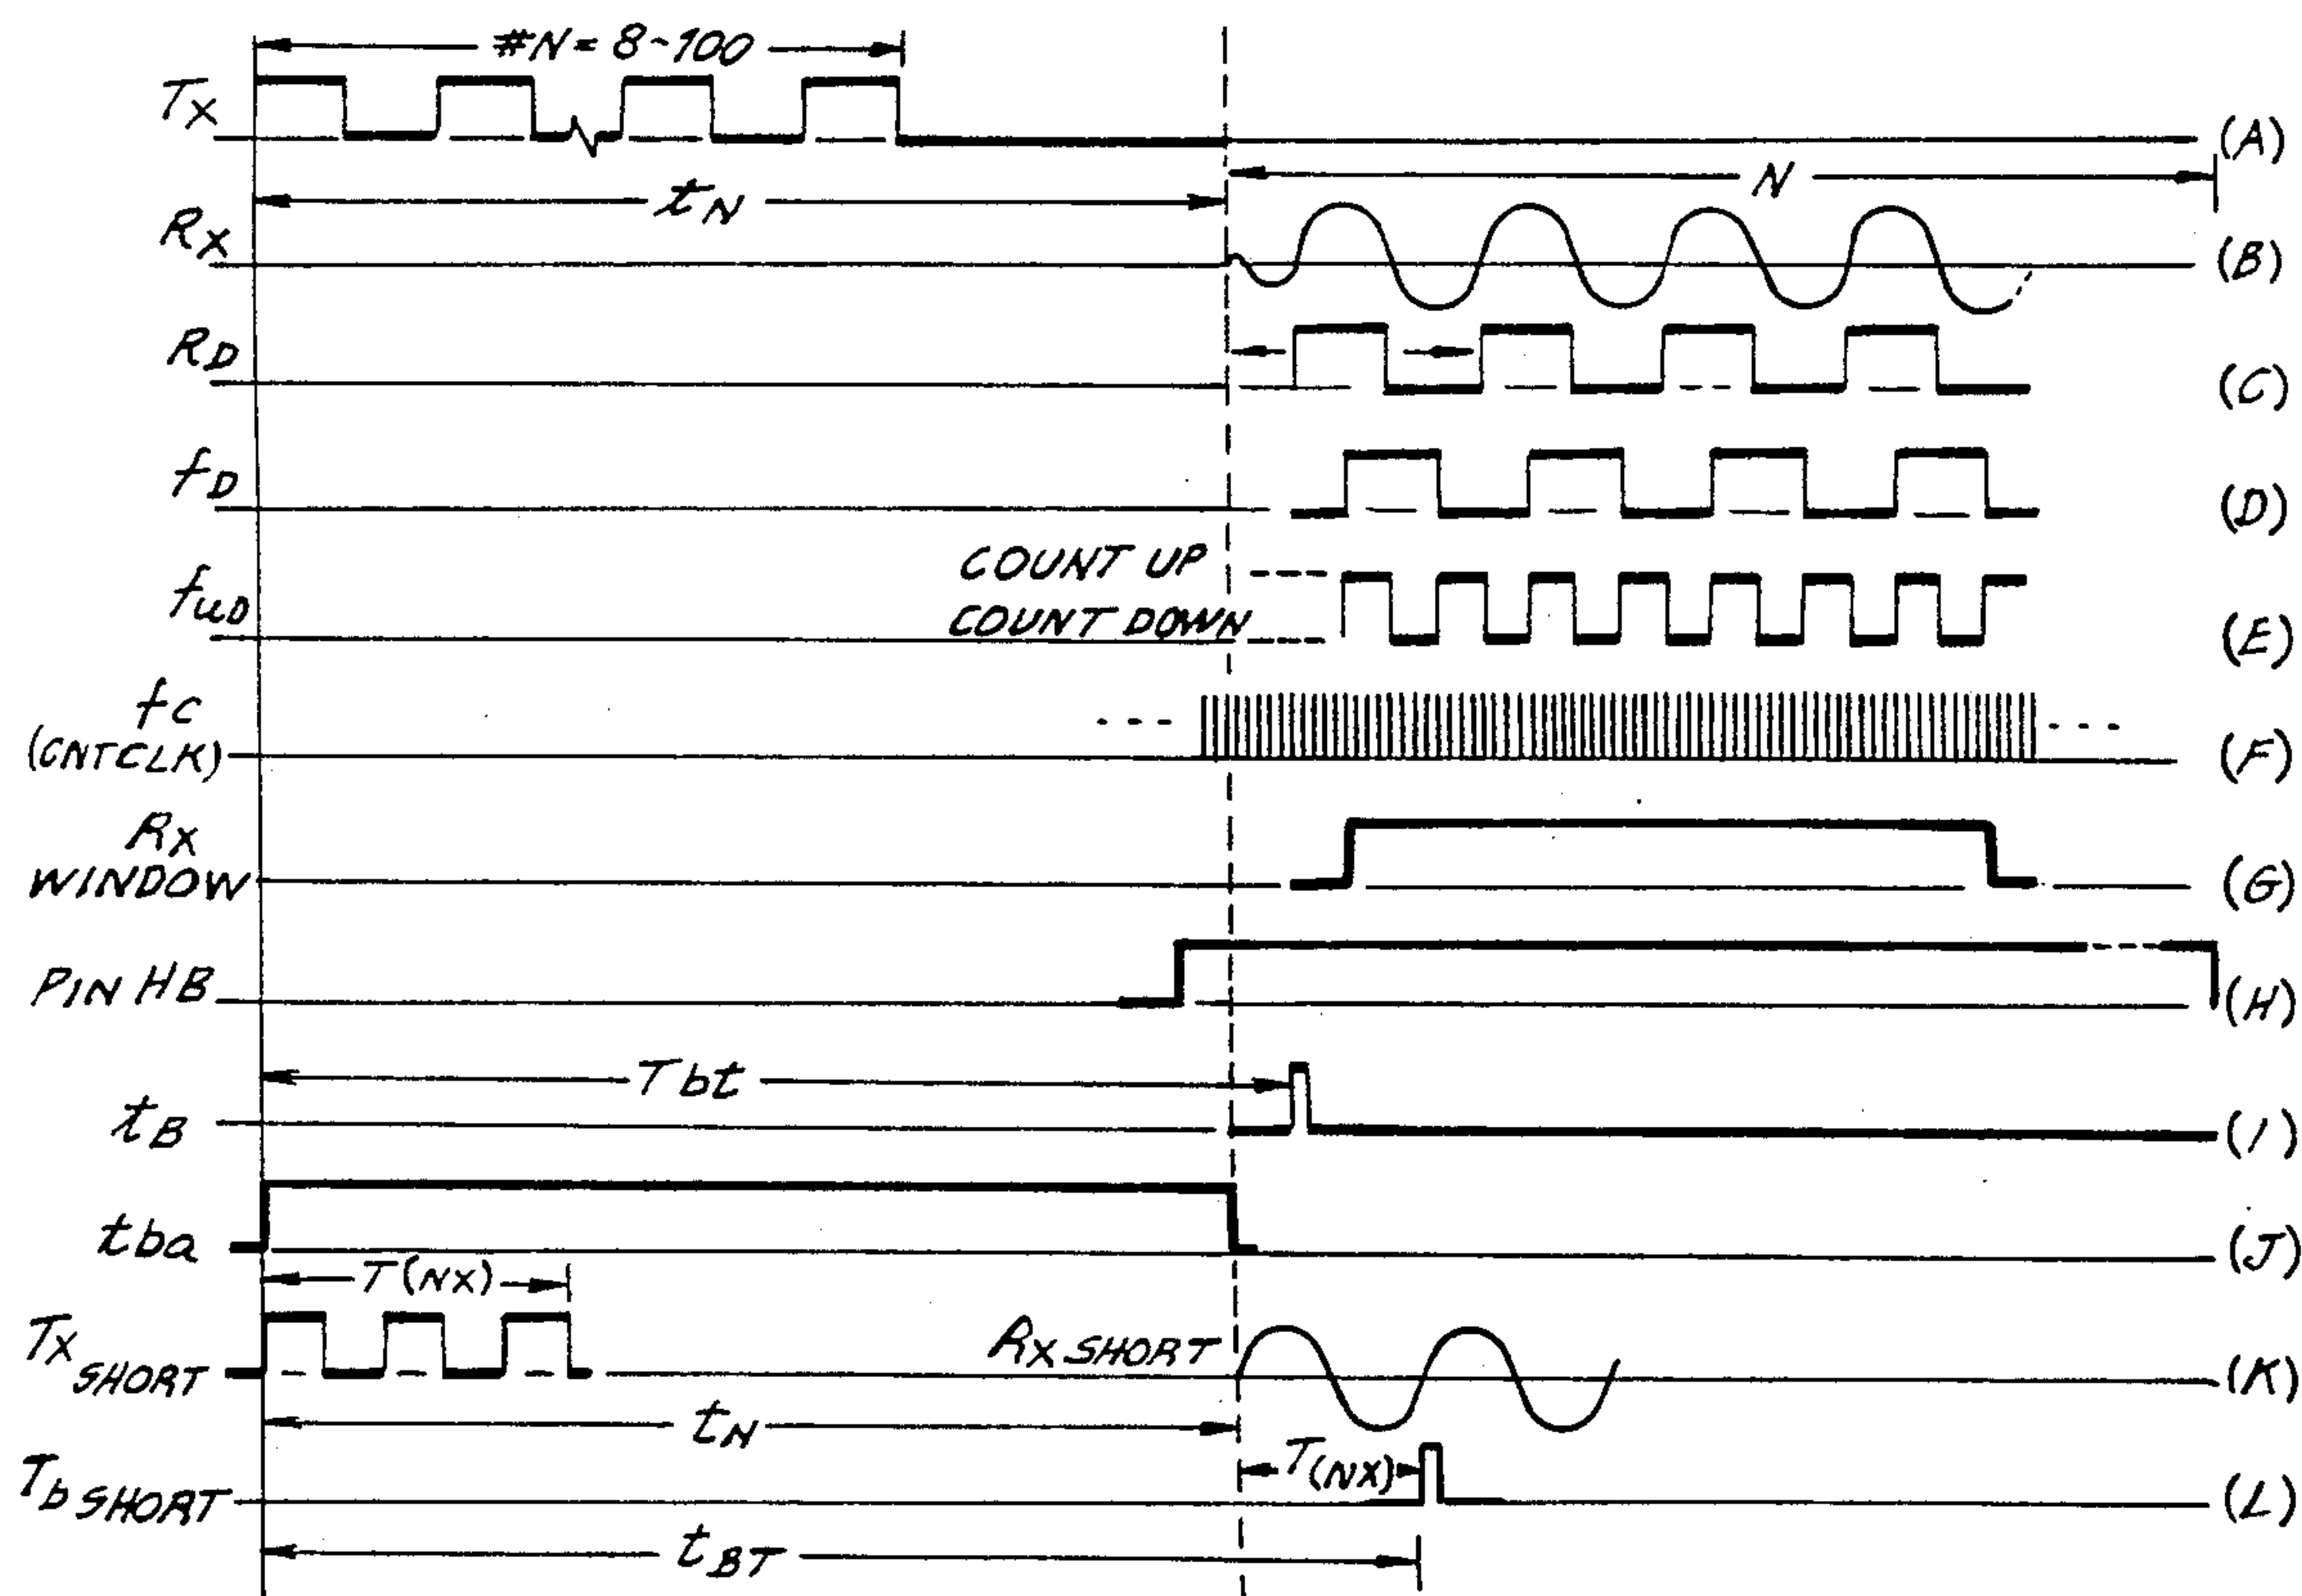 #N = 8-100
TX
(A)
N
tN
RX
(B)
RD
(C)
fD
(D)
COUNT UP
fuD
COUNT DOWN
(E)
fC
(CNTCLK)
(F)
RX
WINDOW
(G)
PIN HB
(H)
Tbt
tB
(I)
tba
(J)
T(NX)
TX
SHORT
RX SHORT
(K)
tN
T(NX)
Tb SHORT
(L)
tBT